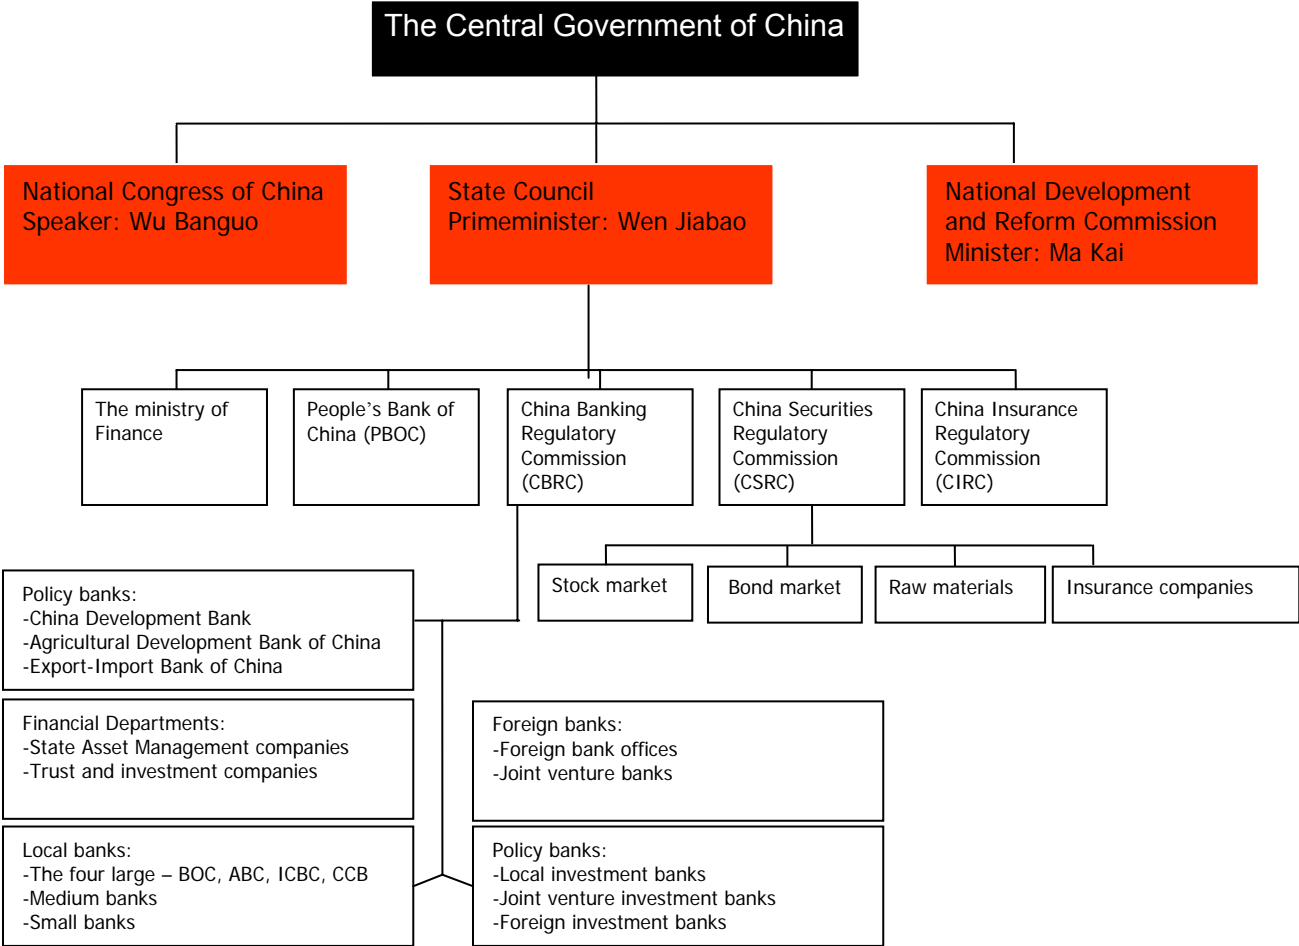 The Central Government of China
National Congress of China
Speaker: Wu Banguo
State Council
Primeminister: Wen Jiabao
National Development
and Reform Commission
Minister: Ma Kai
The ministry of
Finance
People’s Bank of
China (PBOC)
China Banking
Regulatory
Commission
(CBRC)
China Securities
Regulatory
Commission
(CSRC)
China Insurance
Regulatory
Commission
(CIRC)
Stock market
Bond market
Raw materials
Insurance companies
Policy banks:
-China Development Bank
-Agricultural Development Bank of China
-Export-Import Bank of China
Financial Departments:
-State Asset Management companies
-Trust and investment companies
Foreign banks:
-Foreign bank offices
-Joint venture banks
Local banks:
-The four large – BOC, ABC, ICBC, CCB
-Medium banks
-Small banks
Policy banks:
-Local investment banks
-Joint venture investment banks
-Foreign investment banks